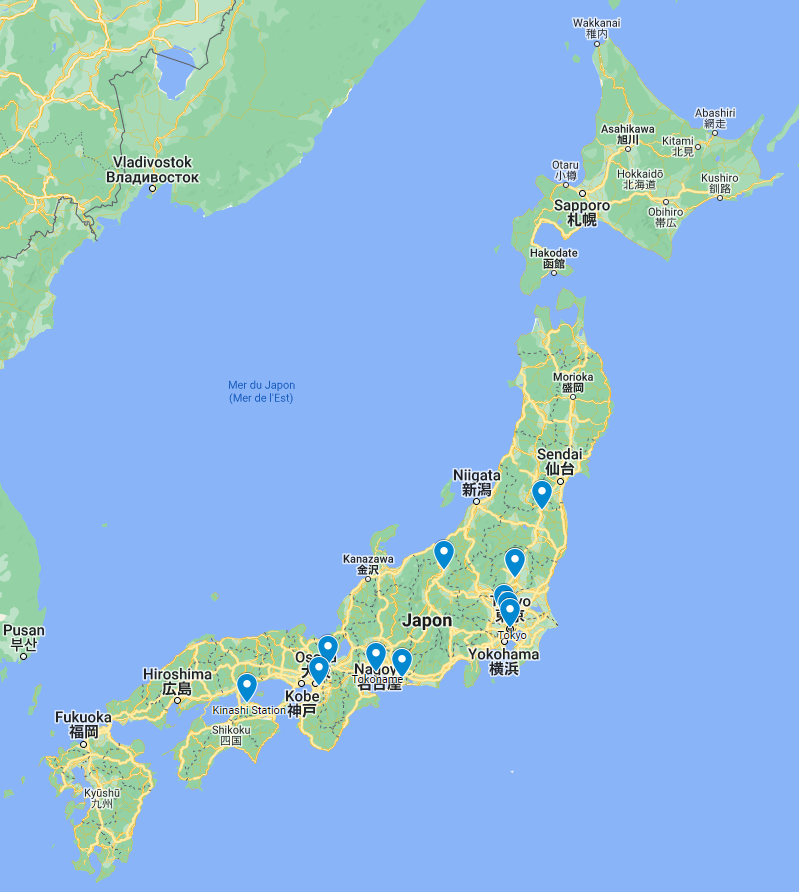 Wakkanai
稚内
Abashiri
網走
Asahikawa
旭川
Kitami
北見
Vladivostok
Владивосток
Otaru
小樽
Hokkaidō
北海道
Kushiro
釧路
Sapporo
札幌
Obihiro
帯広
Hakodate
函館
Mer du Japon
(Mer de l'Est)
Morioka
盛岡
Sendai
仙台
Niigata
新潟
Kanazawa
金沢
Japon
Tokyo
Pusan
부산
Yokohama
横浜
Hiroshima
広島
Tokoname
名古屋
Kobe
神戸
Kinashi Station
Fukuoka
福岡
Shikoku
四国
Kyūshū
九州